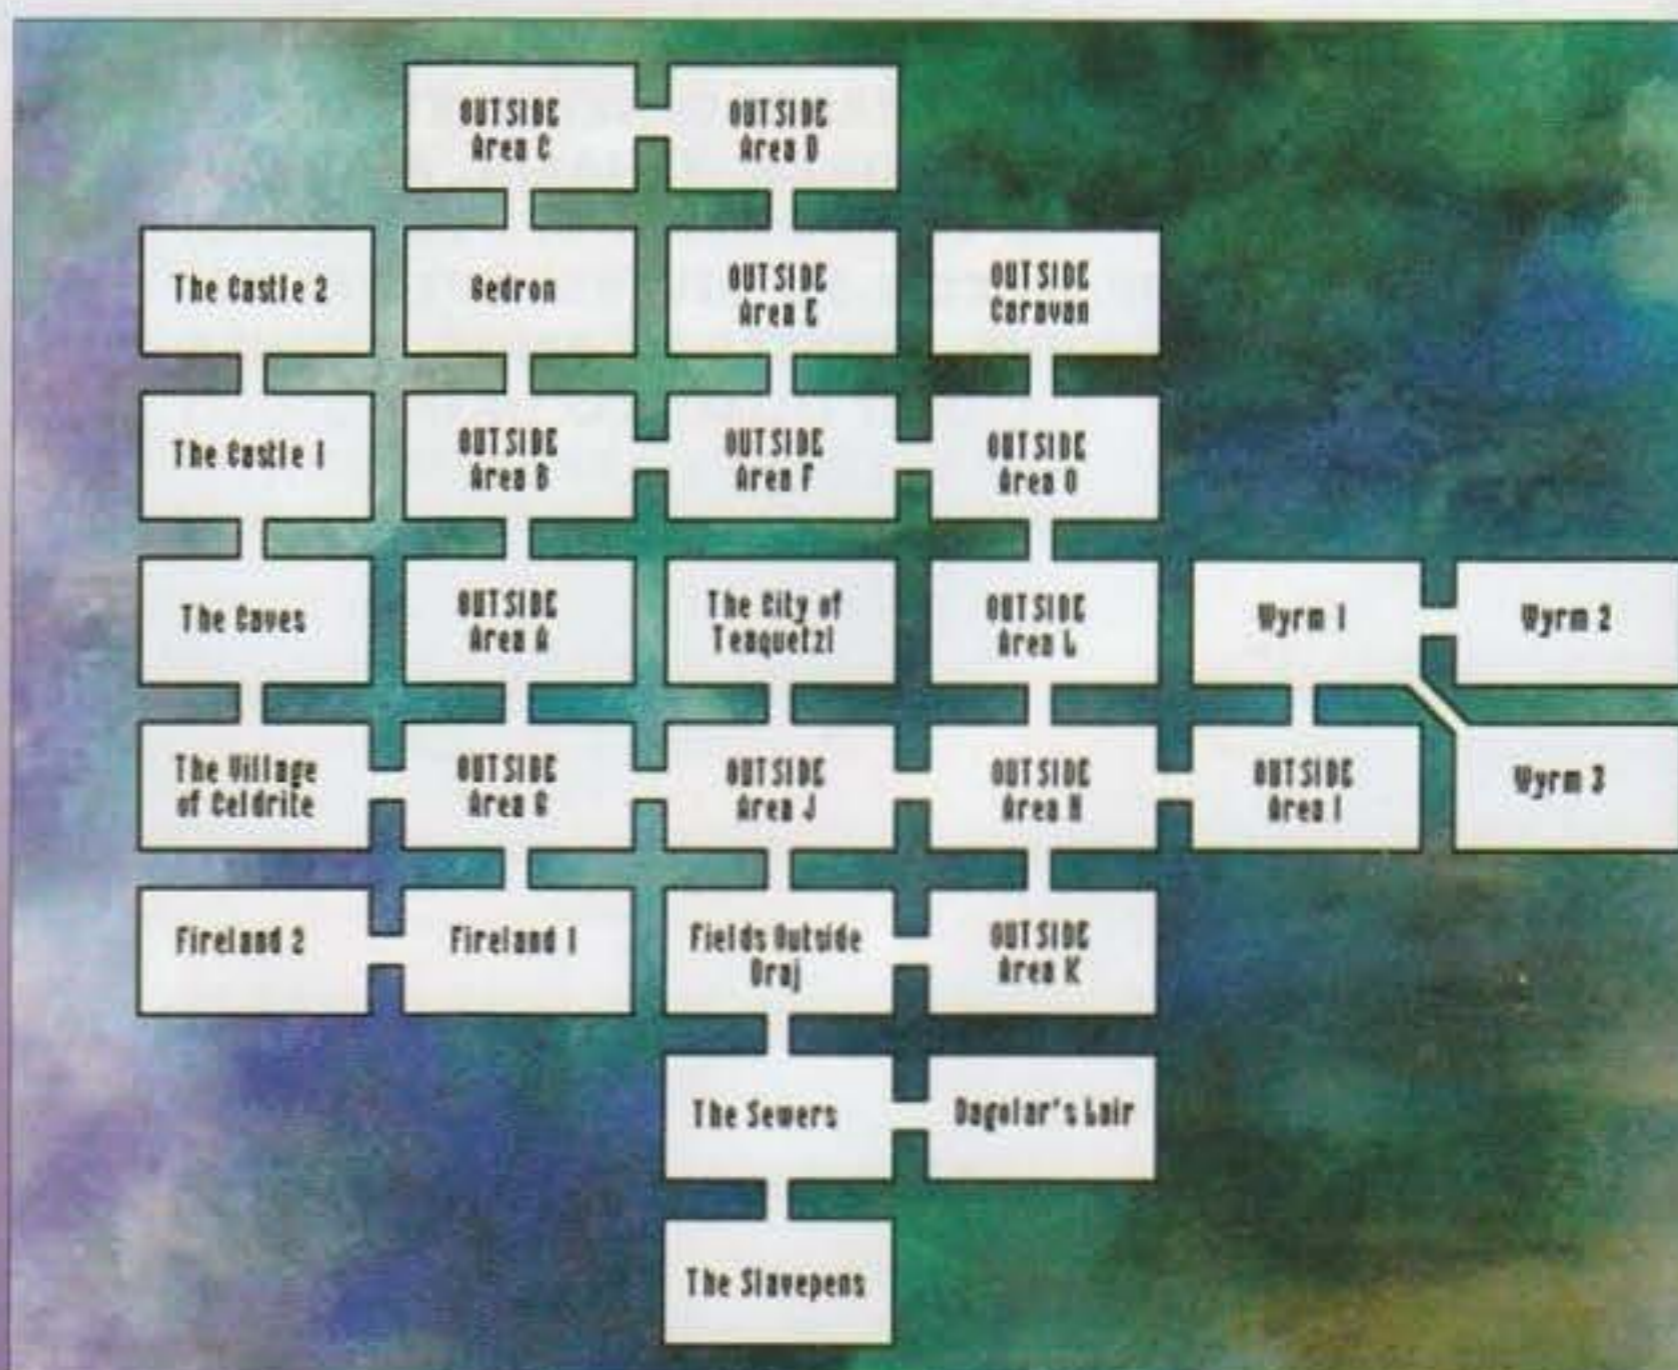 OUTSIDE
Area C
OUTSIDE
Area D
The Castle 2
Gedron
OUTSIDE
Area E
OUTSIDE
Caravan
The Castle 1
OUTSIDE
Area B
OUTSIDE
Area F
OUTSIDE
Area O
The Caves
OUTSIDE
Area A
The City of
Teaquetzl
OUTSIDE
Area L
Wyrm 1
Wyrm 2
The Village
of Celdrite
OUTSIDE
Area G
OUTSIDE
Area J
OUTSIDE
Area H
OUTSIDE
Area I
Wyrm 3
Fireland 2
Fireland 1
Fields Outside
Draj
OUTSIDE
Area K
The Sewers
Dagolar's Lair
The Slavepens